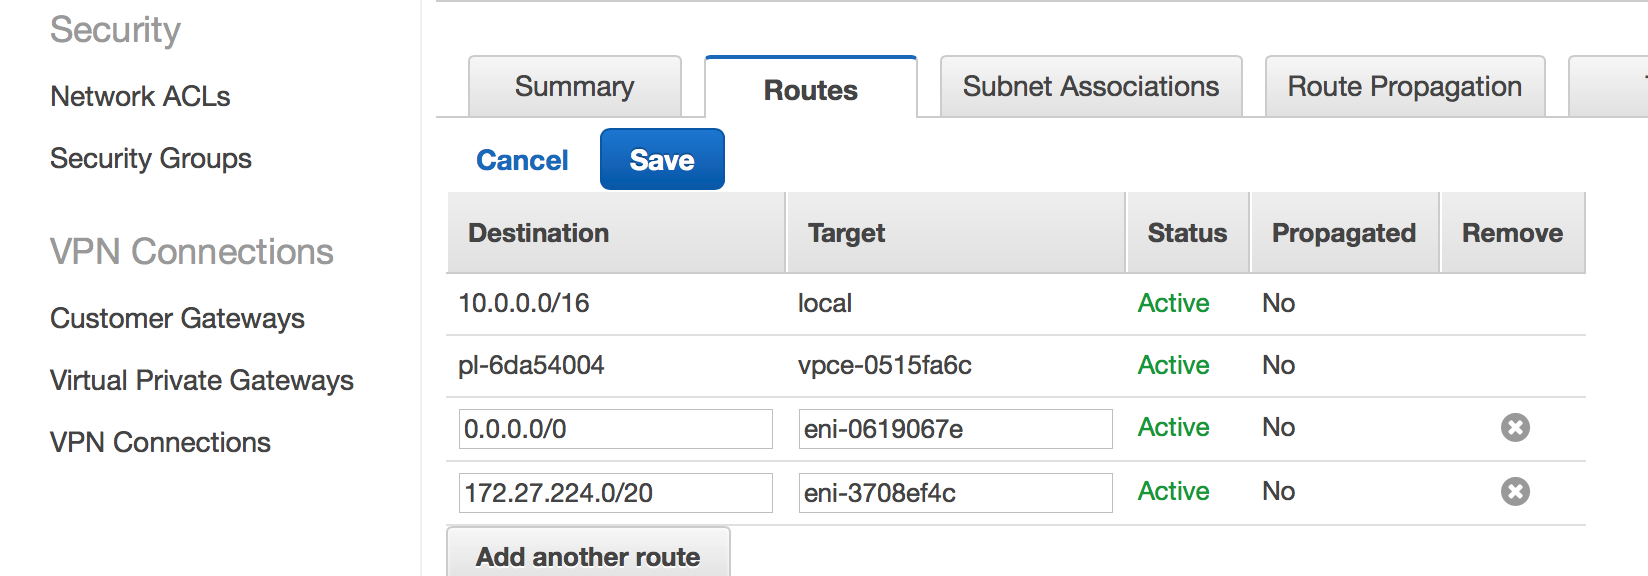 Security
Network ACLs
Security Groups
VPN Connections
Customer Gateways
Virtual Private Gateways
VPN Connections
Summary
Routes
Subnet Associations
Route Propagation
Cancel Save
Destination Target Status Propagated Remove
10.0.0.0/16 local Active No
pl-6da54004 vpce-0515fa6c Active No
0.0.0.0/0 eni-0619067e Active No
172.27.224.0/20 eni-3708ef4c Active No
Add another route